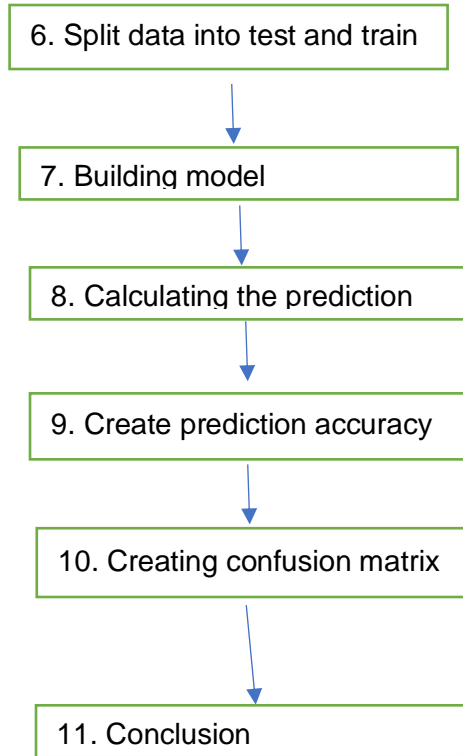 6. Split data into test and train
7. Building model
8. Calculating the prediction
9. Create prediction accuracy
10. Creating confusion matrix
11. Conclusion